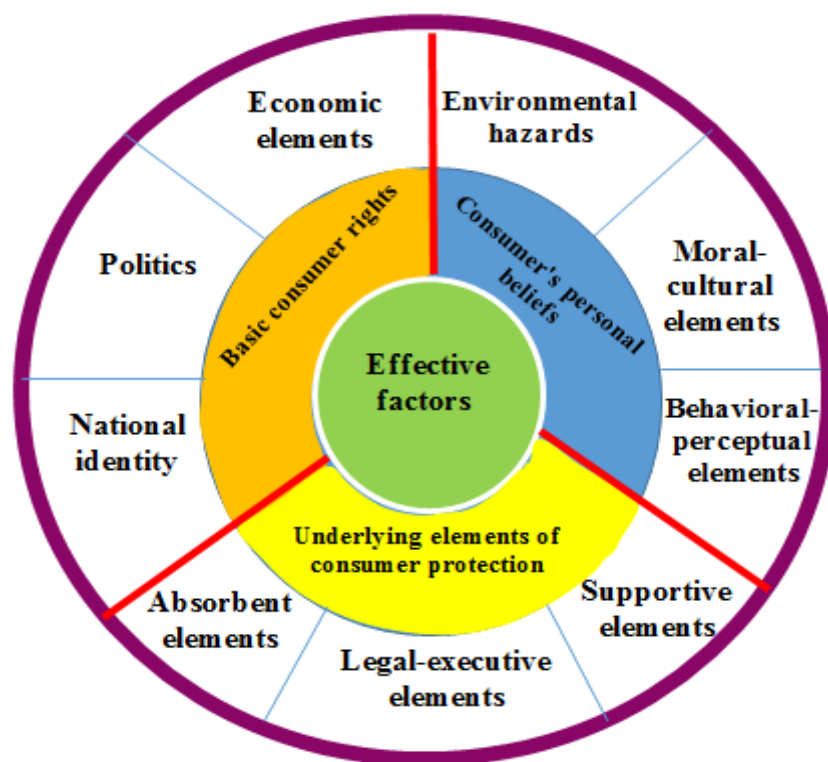 Economic
elements
Environmental
hazards
Politics
Basic consumer rights
Consumer's personal
beliefs
Moral-
cultural
elements
Effective
factors
National
identity
Behavioral-
perceptual
elements
Underlying elements of
consumer protection
Absorbent
elements
Legal-executive
elements
Supportive
elements